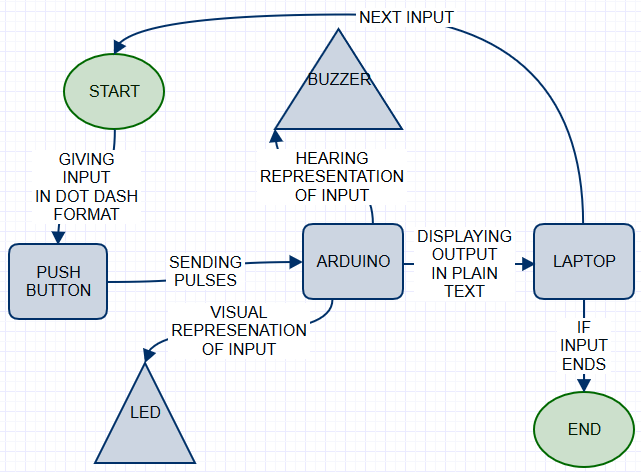 NEXT INPUT
START
BUZZER
GIVING
INPUT
IN DOT DASH
FORMAT
HEARING
REPRESENTATION
OF INPUT
PUSH
BUTTON
SENDING
PULSES
ARDUINO
DISPLAYING
OUTPUT
IN PLAIN
TEXT
LAPTOP
VISUAL
REPRESENATION
OF INPUT
IF
INPUT
ENDS
LED
END